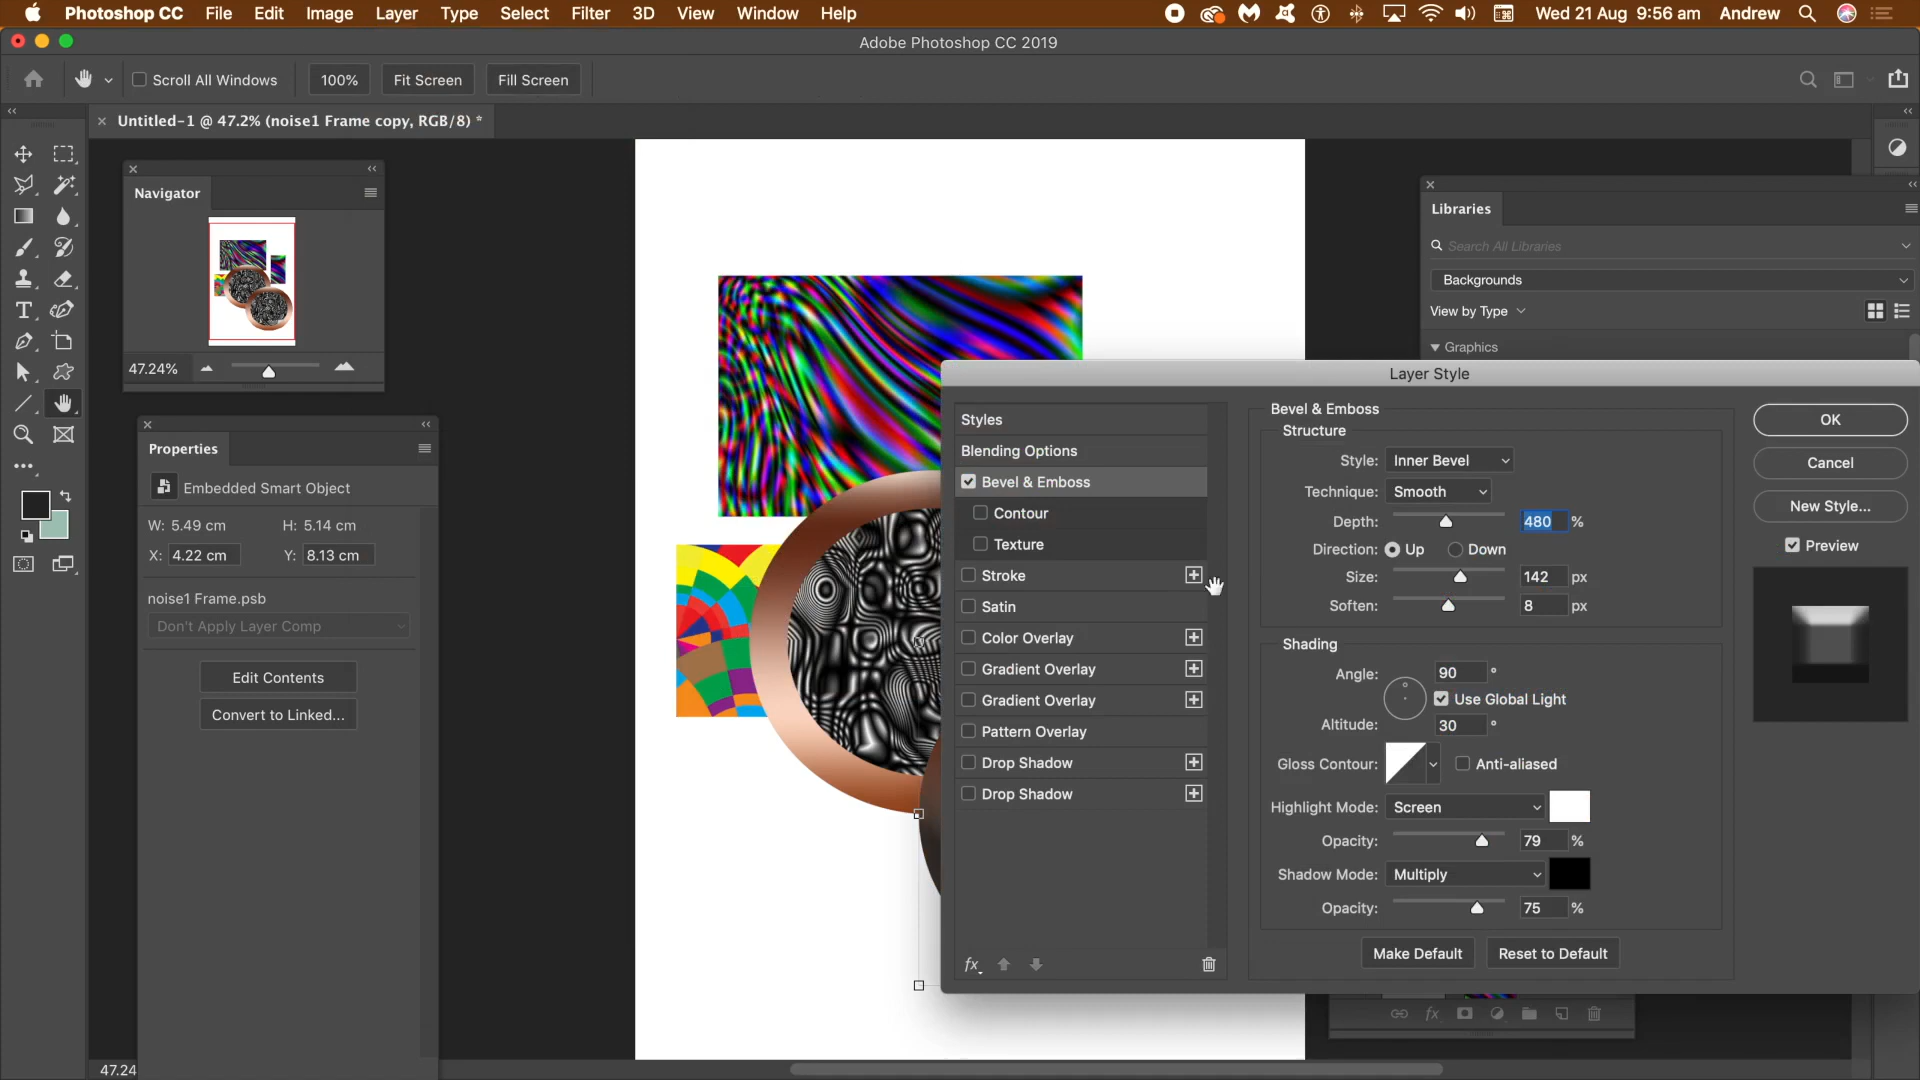 Photoshop CC File Edit Image Layer Type Select Filter 3D View Window Help Wed 21 Aug 9:56 am Andrew
Adobe Photoshop CC 2019
Scroll All Windows 100% Fit Screen Fill Screen
Untitled-1 @ 47.2% (noise1 Frame copy, RGB/8) *
Navigator
47.24%
Properties
Embedded Smart Object
W: 5.49 cm H: 5.14 cm
X: 4.22 cm Y: 8.13 cm
noise1 Frame.psb
Don't Apply Layer Comp
Edit Contents
Convert to Linked...
47.24
Libraries
Search All Libraries
Backgrounds
View by Type
Graphics
Layer Style
Styles
Blending Options
Bevel & Emboss
Contour
Texture
Stroke
Satin
Color Overlay
Gradient Overlay
Gradient Overlay
Pattern Overlay
Drop Shadow
Drop Shadow
fx
Bevel & Emboss
Structure
Style: Inner Bevel
Technique: Smooth
Depth: 480 %
Direction: Up Down
Size: 142 px
Soften: 8 px
Shading
Angle: 90 °
Use Global Light
Altitude: 30 °
Gloss Contour: Anti-aliased
Highlight Mode: Screen
Opacity: 79 %
Shadow Mode: Multiply
Opacity: 75 %
Make Default Reset to Default
OK
Cancel
New Style...
Preview
fx